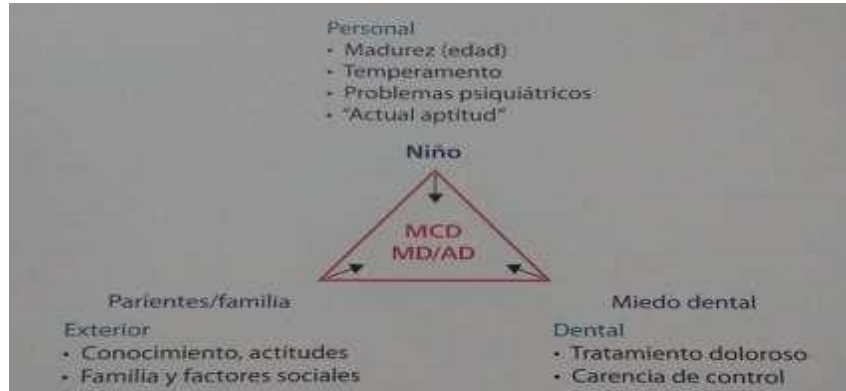 Personal
• Madurez (edad)
• Temperamento
• Problemas psiquiátricos
• "Actual aptitud"
Niño
MCD
MD/AD
Parientes/familia
Exterior
• Conocimiento, actitudes
• Familia y factores sociales
Miedo dental
Dental
• Tratamiento doloroso
• Carencia de control